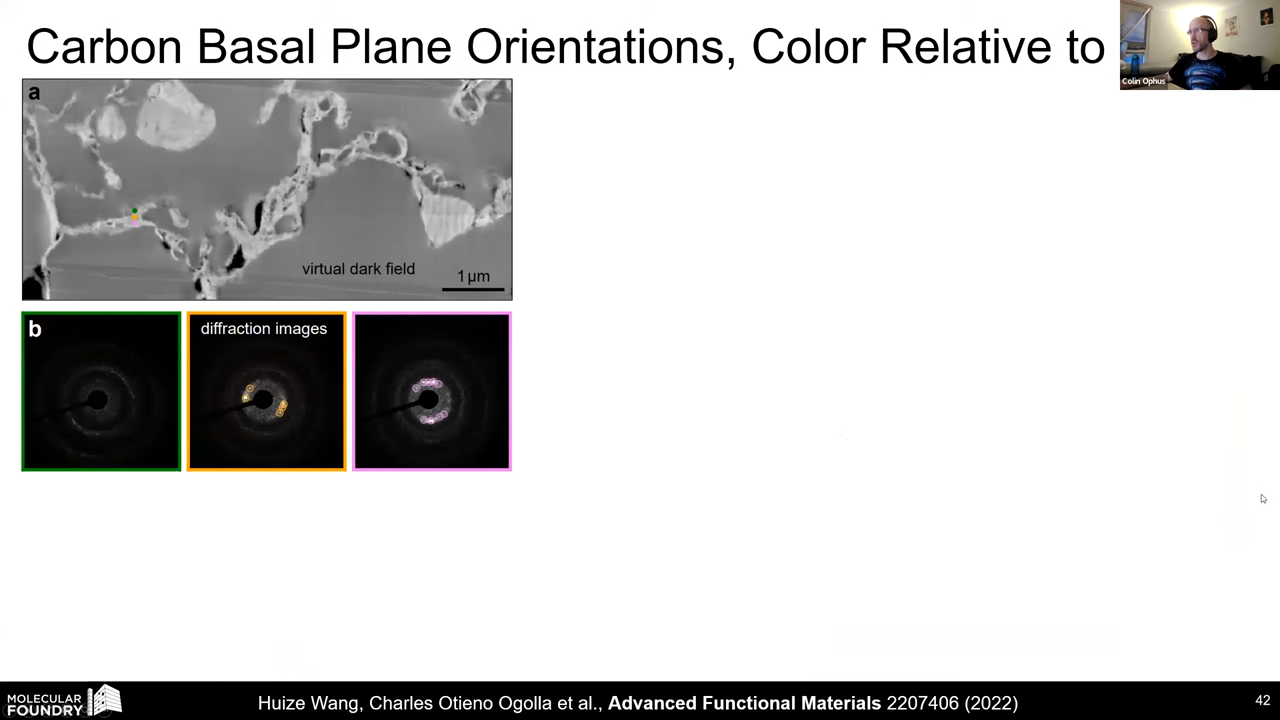 Carbon Basal Plane Orientations, Color Relative to
Colin Ophus
a
virtual dark field
1 μm
b
diffraction images
MOLECULAR
FOUNDRY
Huize Wang, Charles Otieno Ogolla et al., Advanced Functional Materials 2207406 (2022)
42